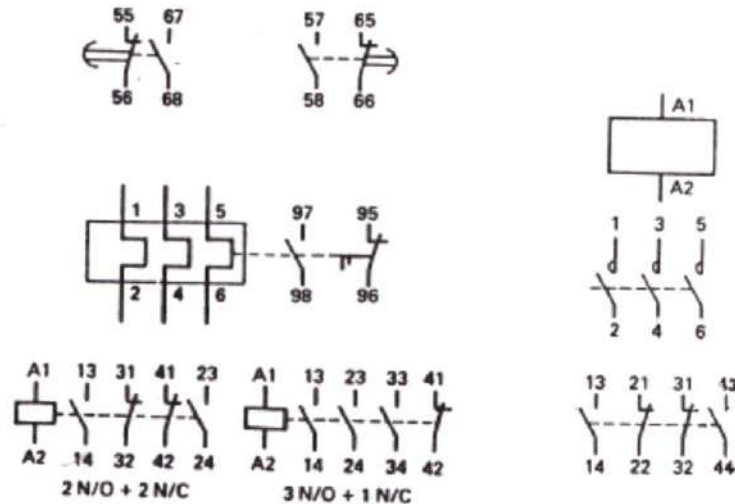 55 67 57 65
56 68 58 66
A1
A2
1 3 5
2 4 6
97 95
98 96
1 3 5
2 4 6
A1 13 31 41 23
A2 14 32 42 24
2 N/O + 2 N/C
A1 13 23 33 41
A2 14 24 34 42
3 N/O + 1 N/C
13 21 31 43
14 22 32 44